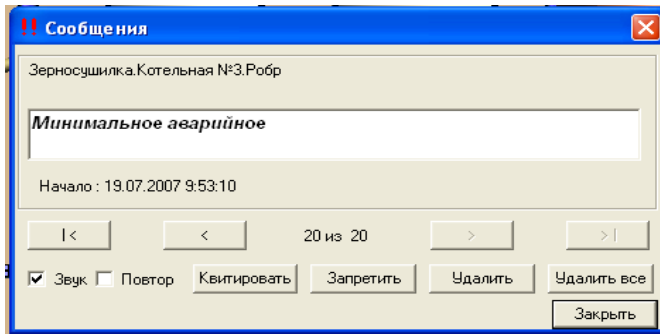 !! Сообщения
Зерносушилка.Котельная №3.Робр
Минимальное аварийное
Начало : 19.07.2007 9:53:10
|< < 20 из 20 > >|
Звук Повтор Квитировать Запретить Удалить Удалить все
Закрыть